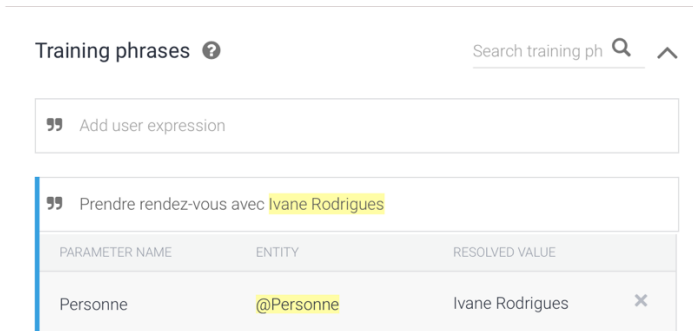 Training phrases ?
Search training ph
Add user expression
Prendre rendez-vous avec Ivane Rodrigues
PARAMETER NAME ENTITY RESOLVED VALUE
Personne @Personne Ivane Rodrigues